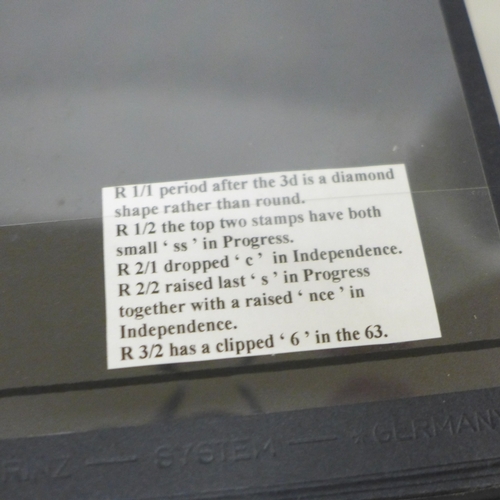 R 1/1 period after the 3d is a diamond
shape rather than round.
R 1/2 the top two stamps have both
small ‘ ss ’ in Progress.
R 2/1 dropped ‘ c ’ in Independence.
R 2/2 raised last ‘ s ’ in Progress
together with a raised ‘ nce ’ in
Independence.
R 3/2 has a clipped ‘ 6 ’ in the 63.
PRINZ — SYSTEM — GERMANY